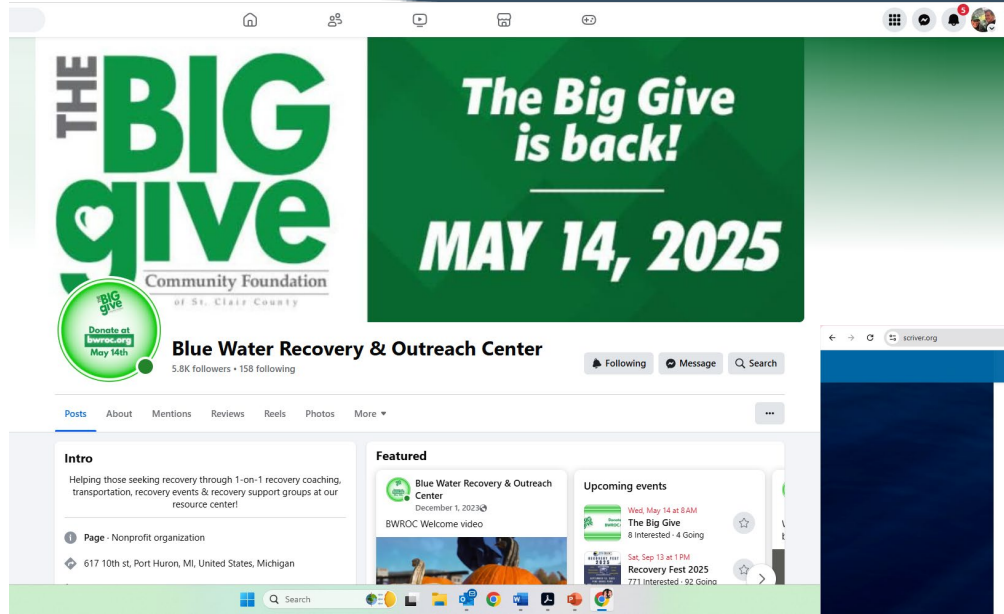 5
THE BIG give
Community Foundation
of St. Clair County
The Big Give
is back!
MAY 14, 2025
THE BIG give
Donate at
bwroc.org
May 14th
Blue Water Recovery & Outreach Center
5.8K followers • 158 following
Following
Message
Search
scriver.org
Posts About Mentions Reviews Reels Photos More
Intro
Helping those seeking recovery through 1-on-1 recovery coaching,
transportation, recovery events & recovery support groups at our
resource center!
Page · Nonprofit organization
617 10th st, Port Huron, MI, United States, Michigan
Featured
Blue Water Recovery & Outreach
Center
December 1, 2023
BWROC Welcome video
Upcoming events
Wed, May 14 at 8 AM
The Big Give
8 Interested · 4 Going
Sat, Sep 13 at 1 PM
Recovery Fest 2025
771 Interested · 92 Going
Search